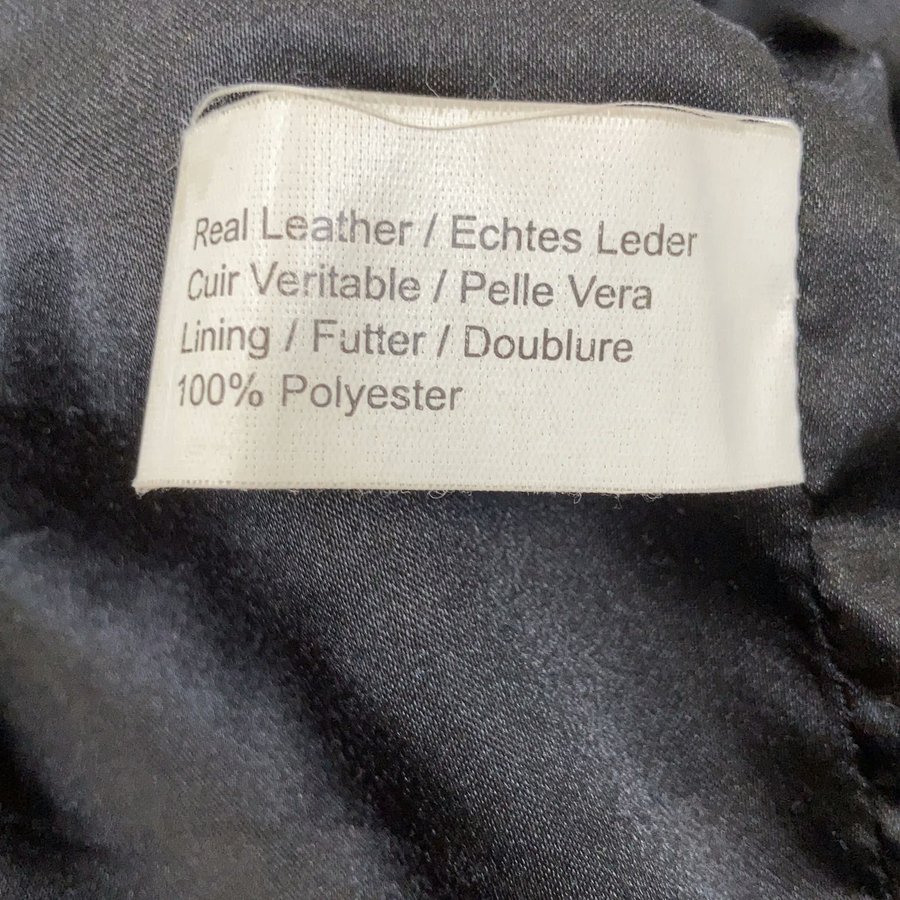 Real Leather / Echtes Leder
Cuir Veritable / Pelle Vera
Lining / Futter / Doublure
100% Polyester